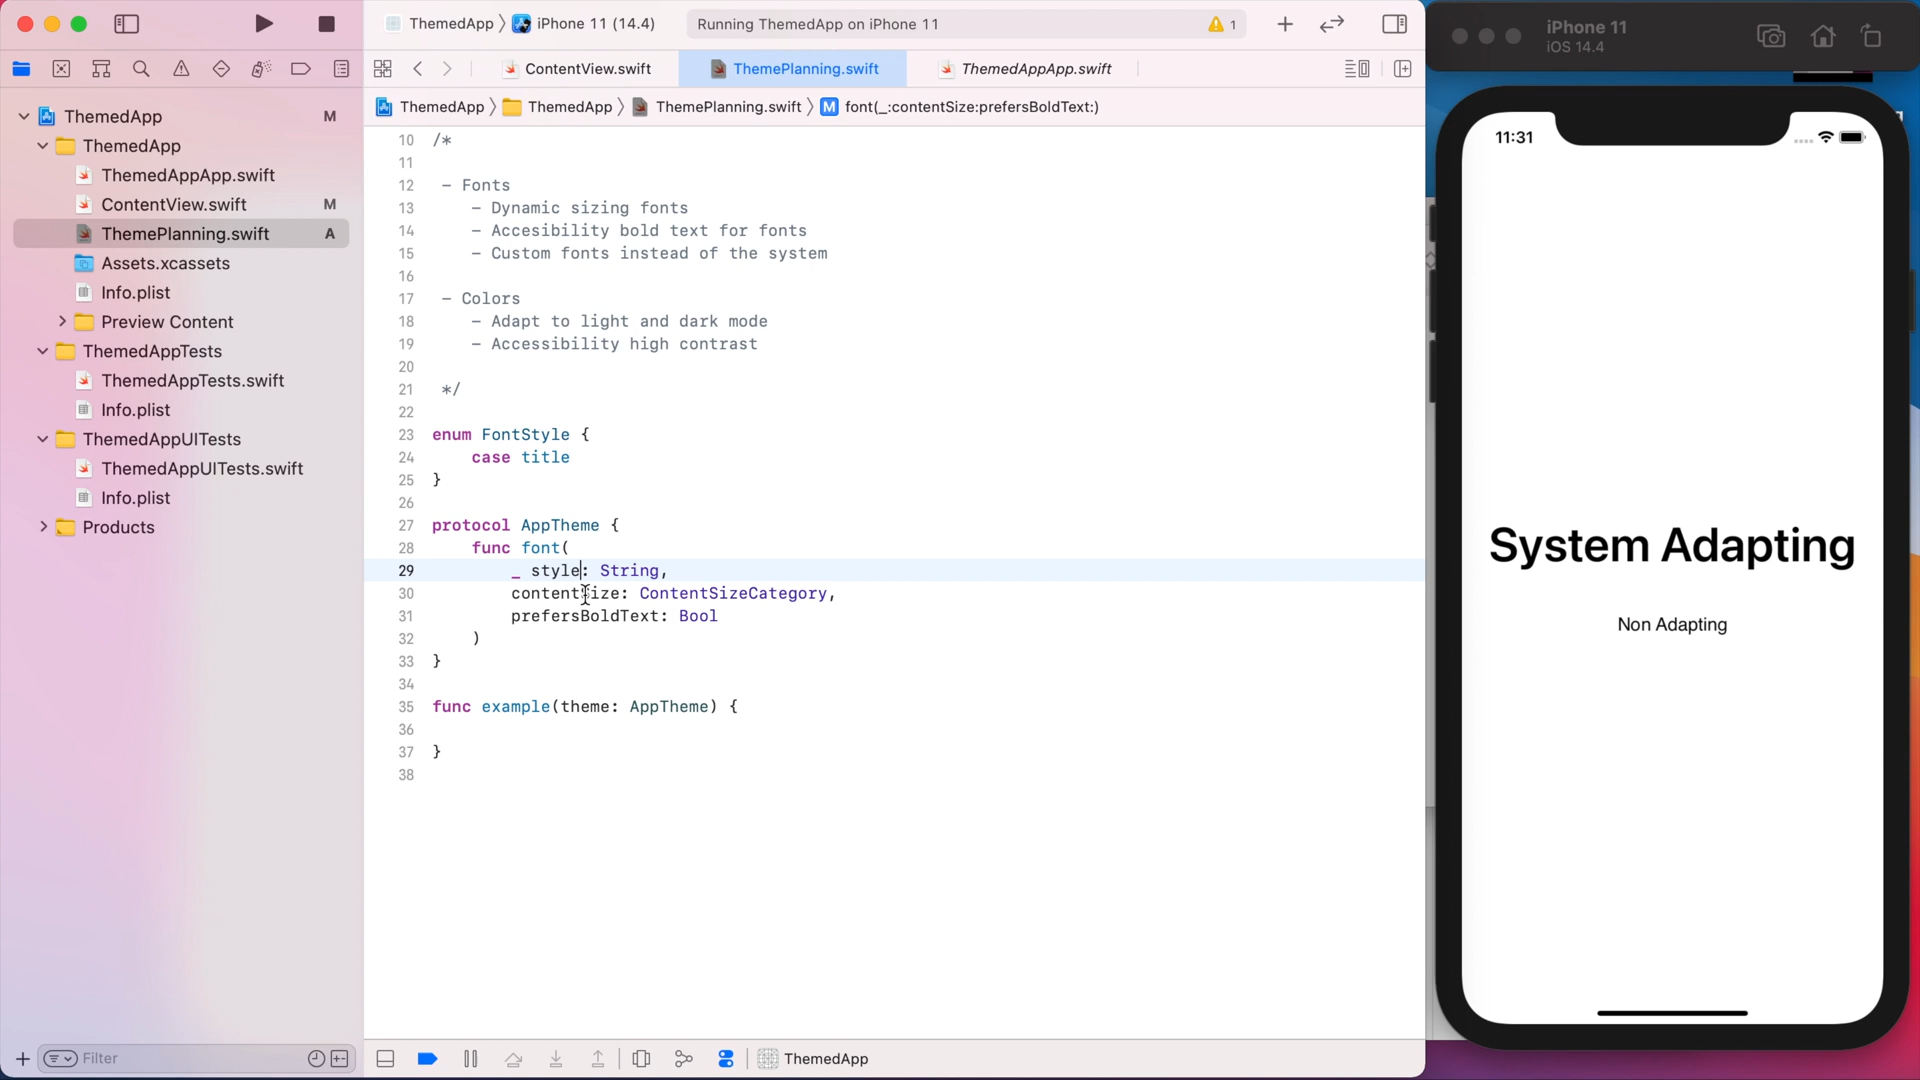 ThemedApp 〉 iPhone 11 (14.4)
Running ThemedApp on iPhone 11
1
iPhone 11
iOS 14.4
ContentView.swift
ThemePlanning.swift
ThemedAppApp.swift
ThemedApp 〉 ThemedApp 〉 ThemePlanning.swift 〉 M font(_:contentSize:prefersBoldText:)
ThemedApp M
ThemedApp
ThemedAppApp.swift
ContentView.swift M
ThemePlanning.swift A
Assets.xcassets
Info.plist
Preview Content
ThemedAppTests
ThemedAppTests.swift
Info.plist
ThemedAppUITests
ThemedAppUITests.swift
Info.plist
Products
Filter
10 /*
11
12 - Fonts
13 - Dynamic sizing fonts
14 - Accesibility bold text for fonts
15 - Custom fonts instead of the system
16
17 - Colors
18 - Adapt to light and dark mode
19 - Accessibility high contrast
20
21 */
22
23 enum FontStyle {
24 case title
25 }
26
27 protocol AppTheme {
28 func font(
29 _ style: String,
30 contentSize: ContentSizeCategory,
31 prefersBoldText: Bool
32 )
33 }
34
35 func example(theme: AppTheme) {
36
37 }
38
ThemedApp
11:31
System Adapting
Non Adapting